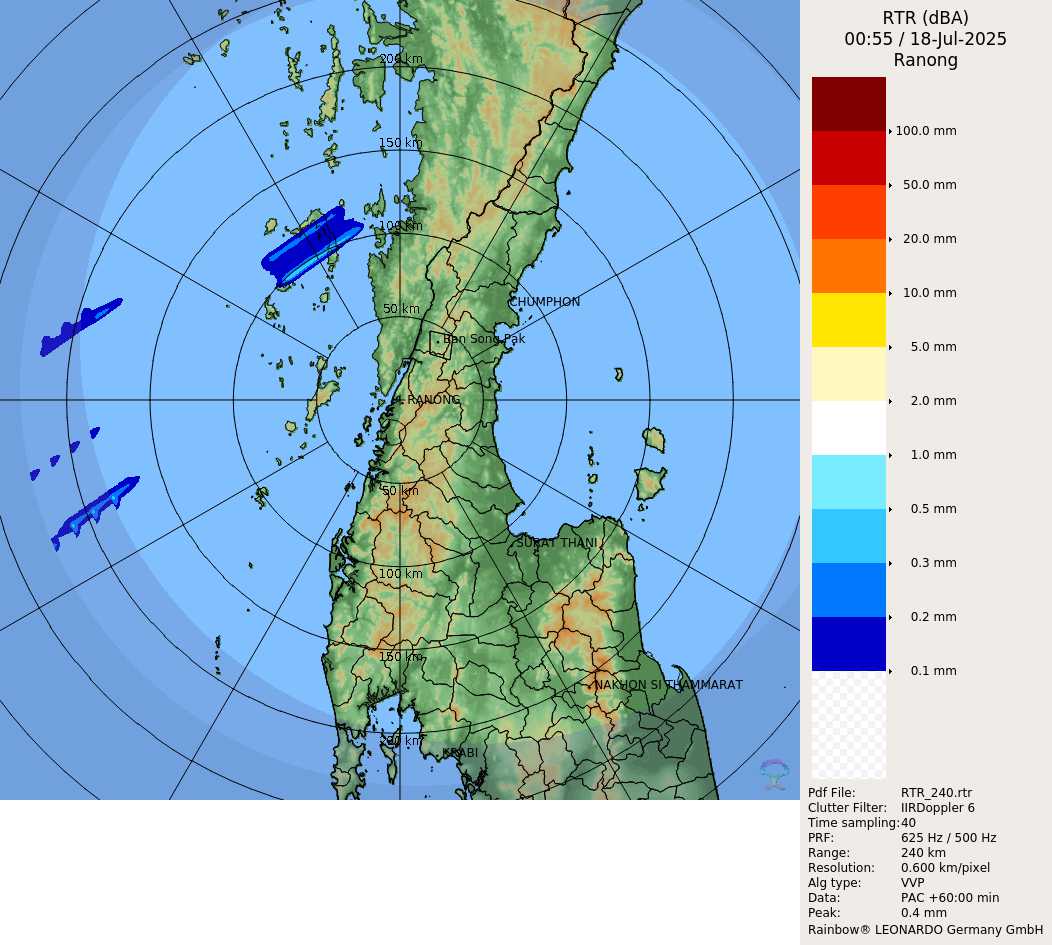 RTR (dBA)
00:55 / 18-Jul-2025
Ranong
100.0 mm
50.0 mm
20.0 mm
10.0 mm
5.0 mm
2.0 mm
1.0 mm
0.5 mm
0.3 mm
0.2 mm
0.1 mm
Pdf File: RTR_240.rtr
Clutter Filter: IIRDoppler 6
Time sampling:40
PRF: 625 Hz / 500 Hz
Range: 240 km
Resolution: 0.600 km/pixel
Alg type: VVP
Data: PAC +60:00 min
Peak: 0.4 mm
Rainbow® LEONARDO Germany GmbH
200 km
150 km
100 km
50 km
CHUMPHON
Ban Song Pak
RANONG
50 km
SURAT THANI
100 km
150 km
NAKHON SI THAMMARAT
200 km
KRABI